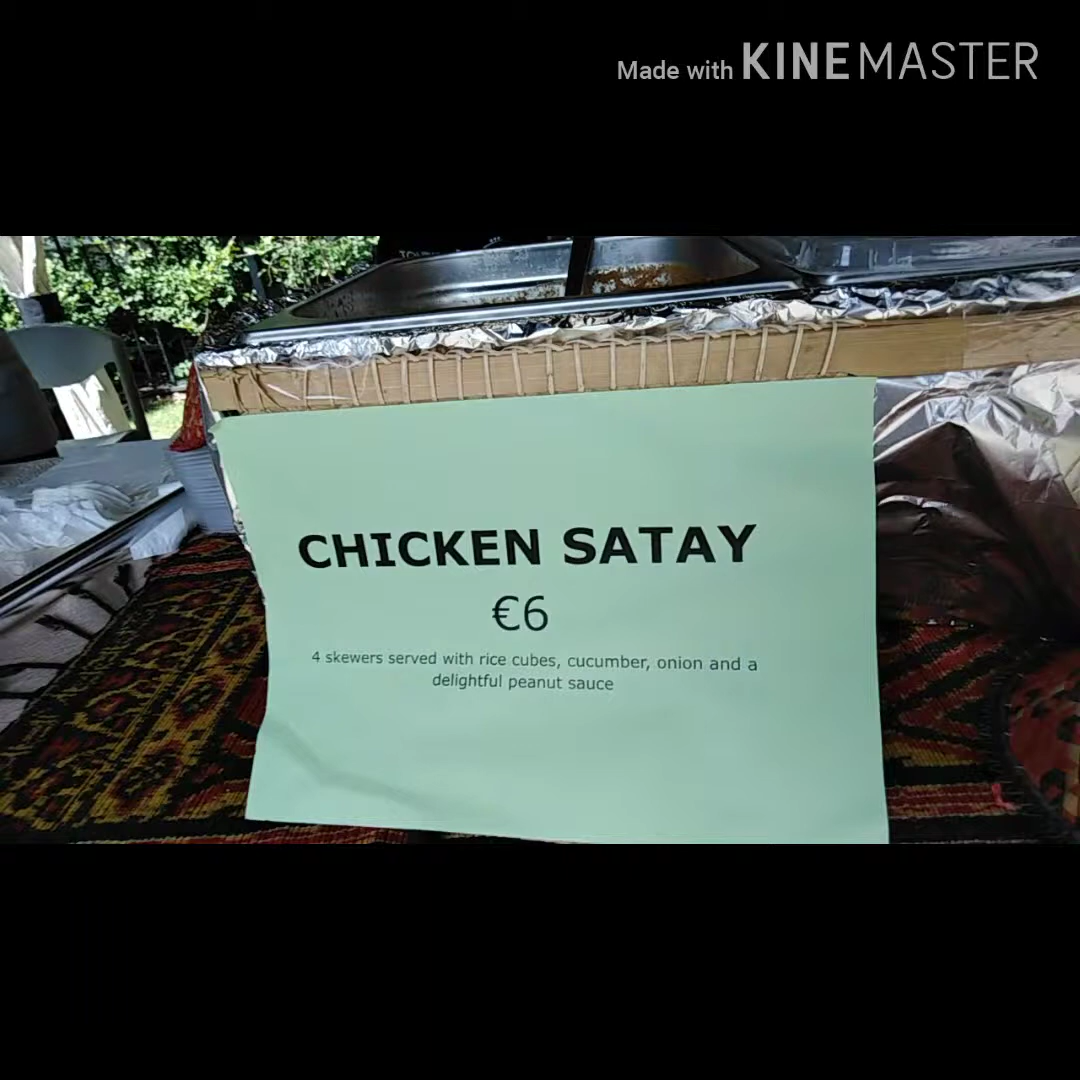 Made with KINEMASTER
CHICKEN SATAY
€6
4 skewers served with rice cubes, cucumber, onion and a
delightful peanut sauce